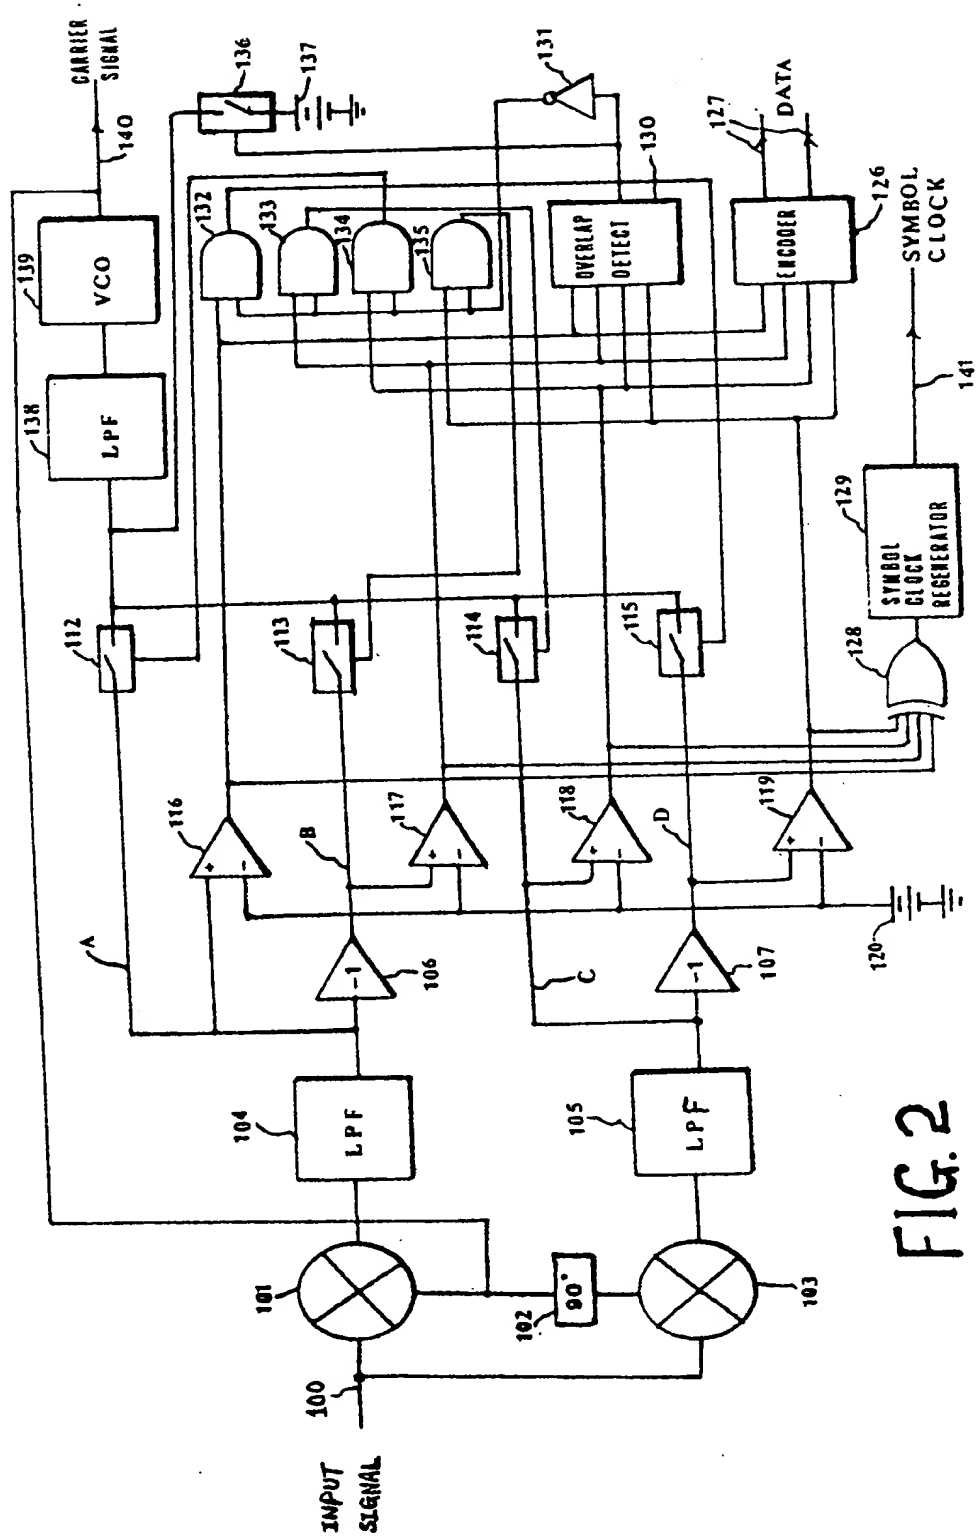 CARRIER
SIGNAL
140
139
VCO
138
LPF
136
137
132
133
134
135
131
130
OVERLAP
DETECT
127
DATA
126
ENCODER
SYMBOL
CLOCK
141
129
SYMBOL
CLOCK
REGENERATOR
128
112
113
114
115
116
117
118
119
+
−
+
−
+
−
+
−
A
B
C
D
120
-1
106
-1
107
104
LPF
105
LPF
101
102
90°
103
100
INPUT
SIGNAL
FIG. 2